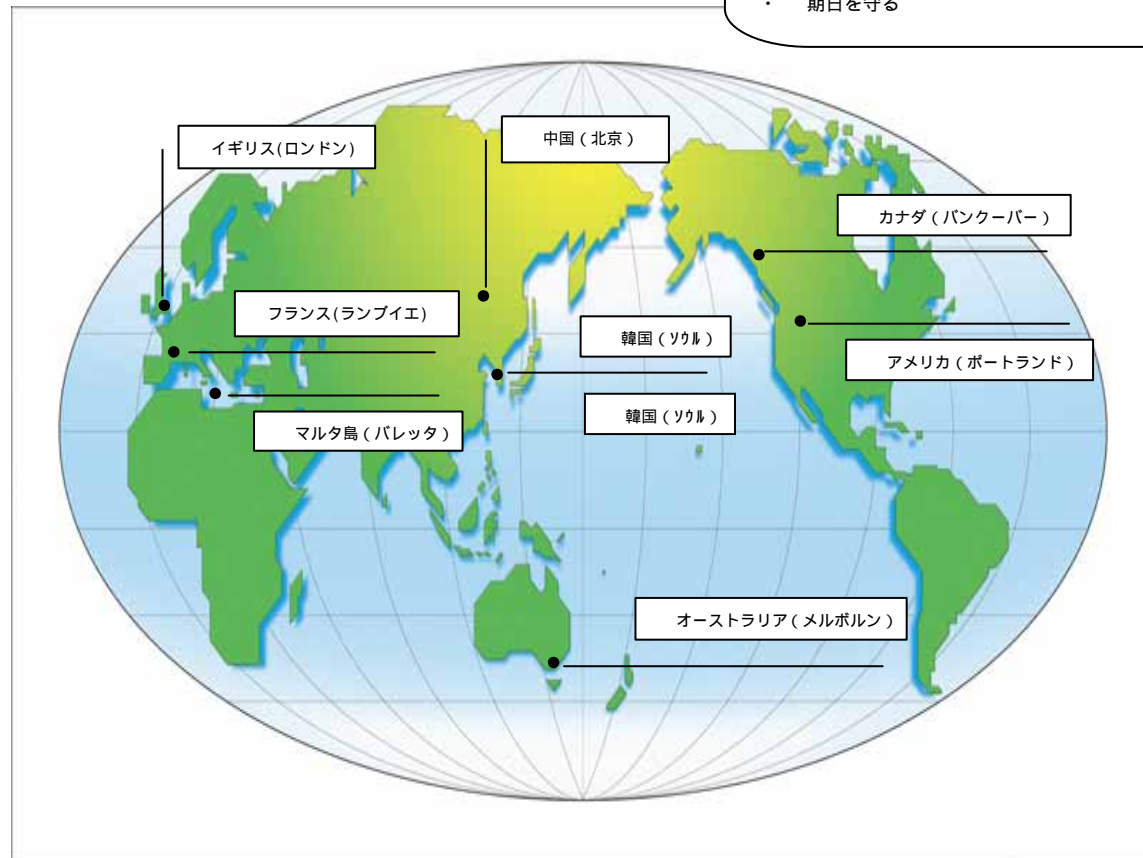 ・ 期日を守る
イギリス(ロンドン)
中国（北京）
カナダ（バンクーバー）
フランス(ランブイエ)
韓国（ｿｳﾙ）
アメリカ（ポートランド）
韓国（ｿｳﾙ）
マルタ島（バレッタ）
オーストラリア（メルボルン）